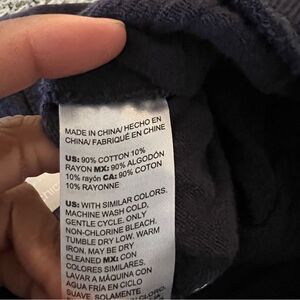 MADE IN CHINA/ HECHO EN
CHINA/ FABRIQUÉ EN CHINE
US: 90% COTTON 10%
RAYON MX: 90% ALGODÓN
10% rayón CA: 90% COTON
10% RAYONNE
US: WITH SIMILAR COLORS.
MACHINE WASH COLD,
GENTLE CYCLE. ONLY
NON-CHLORINE BLEACH.
TUMBLE DRY LOW. WARM
IRON. MAY BE DRY
CLEANED MX: CON
COLORES SIMILARES.
LAVAR A MÁQUINA CON
AGUA FRÍA EN CICLO
SUAVE. SOLAMENTE